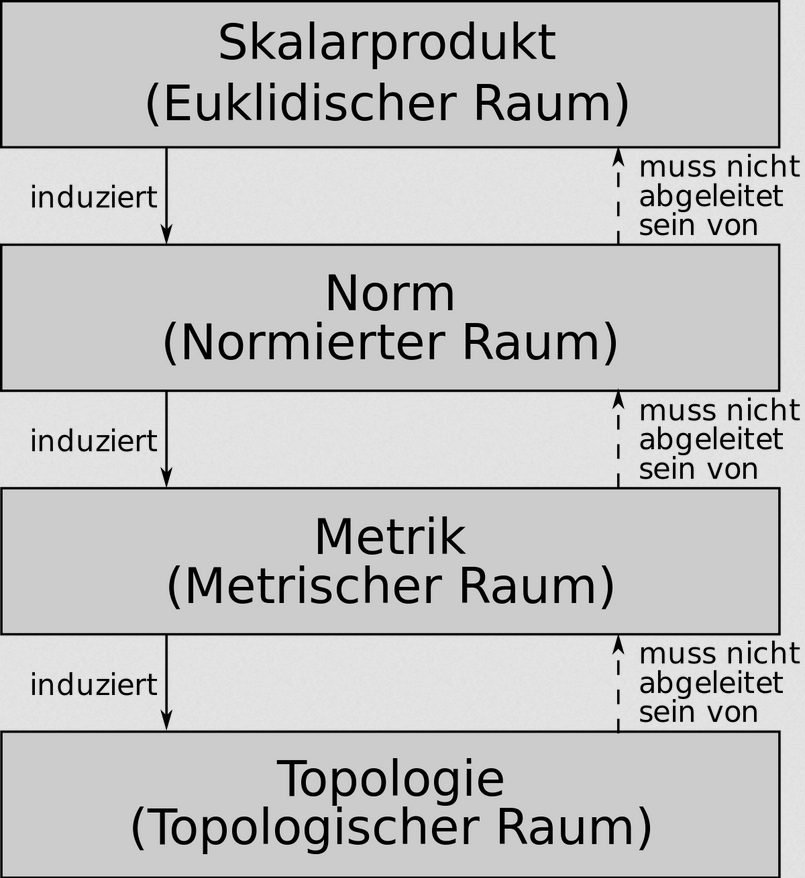 Skalarprodukt
(Euklidischer Raum)
induziert
muss nicht
abgeleitet
sein von
Norm
(Normierter Raum)
induziert
muss nicht
abgeleitet
sein von
Metrik
(Metrischer Raum)
induziert
muss nicht
abgeleitet
sein von
Topologie
(Topologischer Raum)